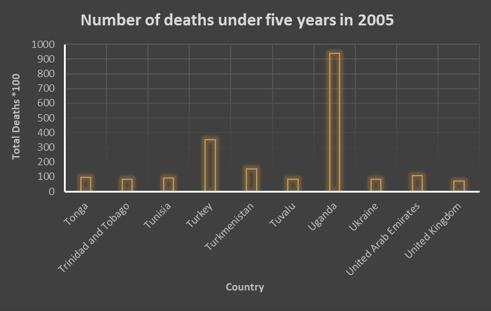 Number of deaths under five years in 2005
Total Deaths *100
1000
900
800
700
600
500
400
300
200
100
0
Tonga
Trinidad and Tobago
Tunisia
Turkey
Turkmenistan
Tuvalu
Uganda
Ukraine
United Arab Emirates
United Kingdom
Country